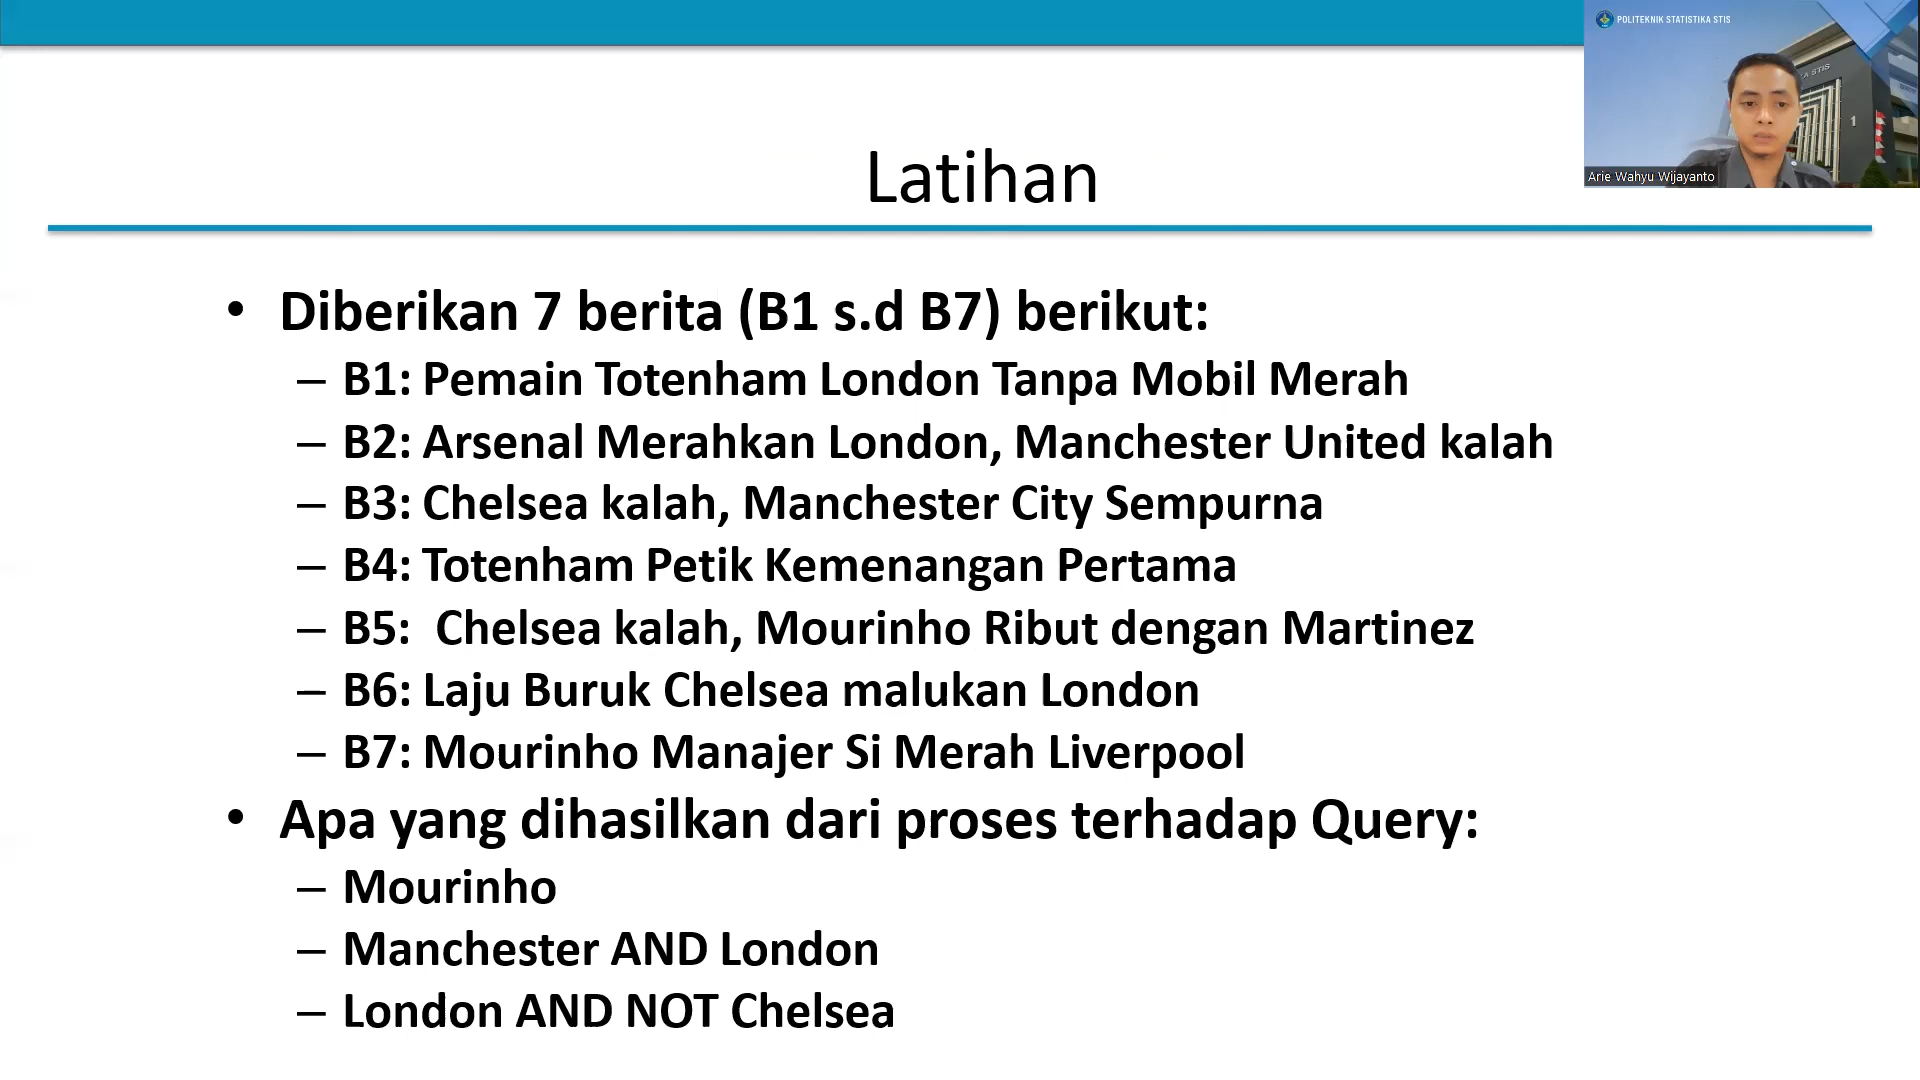 POLITEKNIK STATISTIKA STIS
A STIS
1
Arie Wahyu Wijayanto
Latihan
• Diberikan 7 berita (B1 s.d B7) berikut:
– B1: Pemain Totenham London Tanpa Mobil Merah
– B2: Arsenal Merahkan London, Manchester United kalah
– B3: Chelsea kalah, Manchester City Sempurna
– B4: Totenham Petik Kemenangan Pertama
– B5: Chelsea kalah, Mourinho Ribut dengan Martinez
– B6: Laju Buruk Chelsea malukan London
– B7: Mourinho Manajer Si Merah Liverpool
• Apa yang dihasilkan dari proses terhadap Query:
– Mourinho
– Manchester AND London
– London AND NOT Chelsea